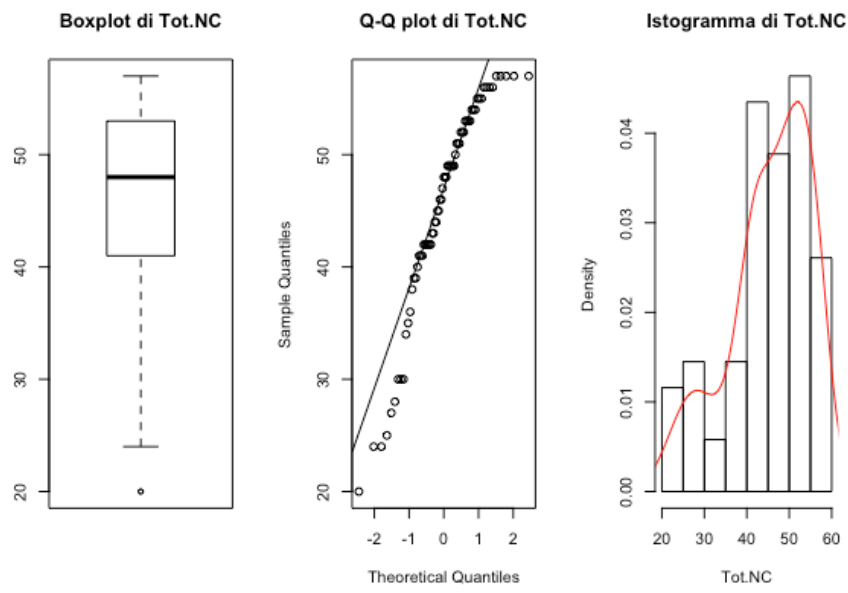 Boxplot di Tot.NC
20
30
40
50
Q-Q plot di Tot.NC
Sample Quantiles
20
30
40
50
-2 -1 0 1 2
Theoretical Quantiles
Istogramma di Tot.NC
Density
0.00
0.01
0.02
0.03
0.04
20 30 40 50 60
Tot.NC